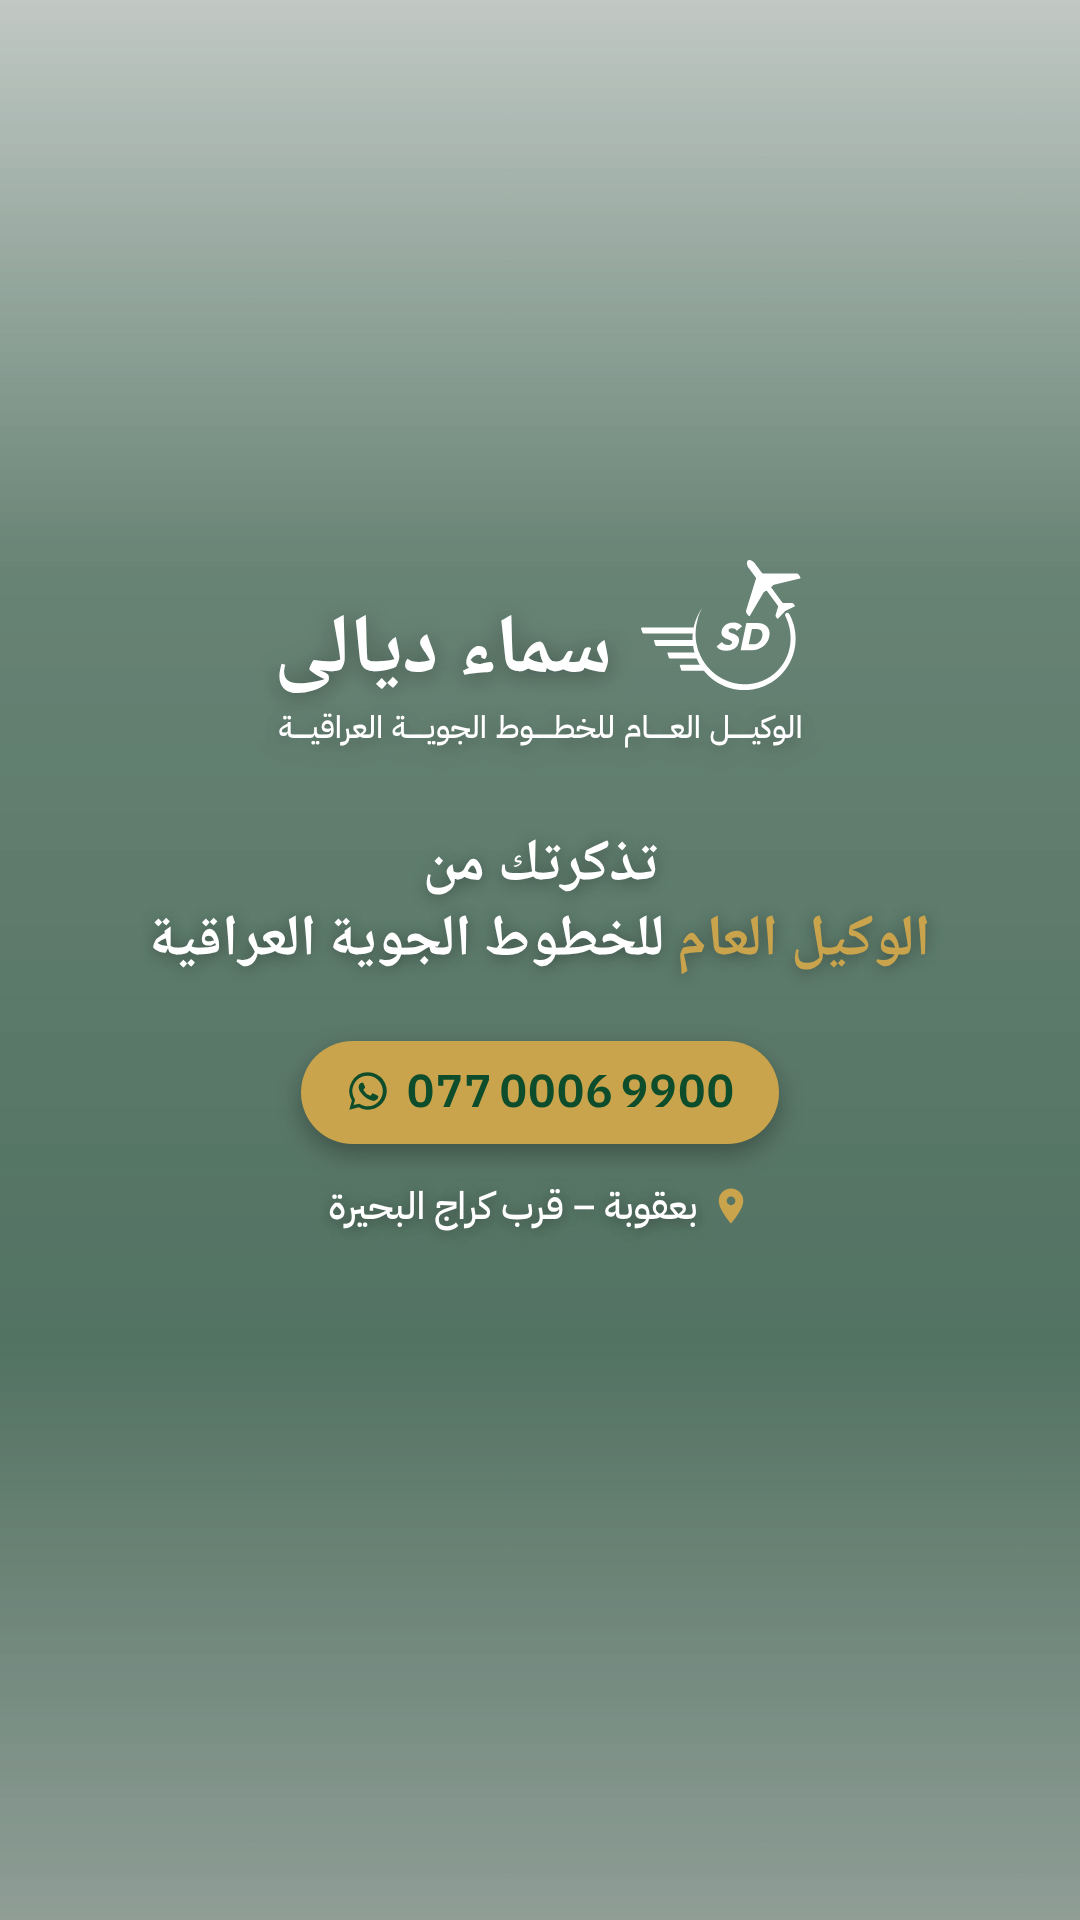 SD
سماء ديالى
الوكيـــل العـــام للخطـــوط الجويـــة العراقيـــة
تذكرتك من
الوكيل العام للخطوط الجوية العراقية
077 0006 9900
بعقوبة – قرب كراج البحيرة